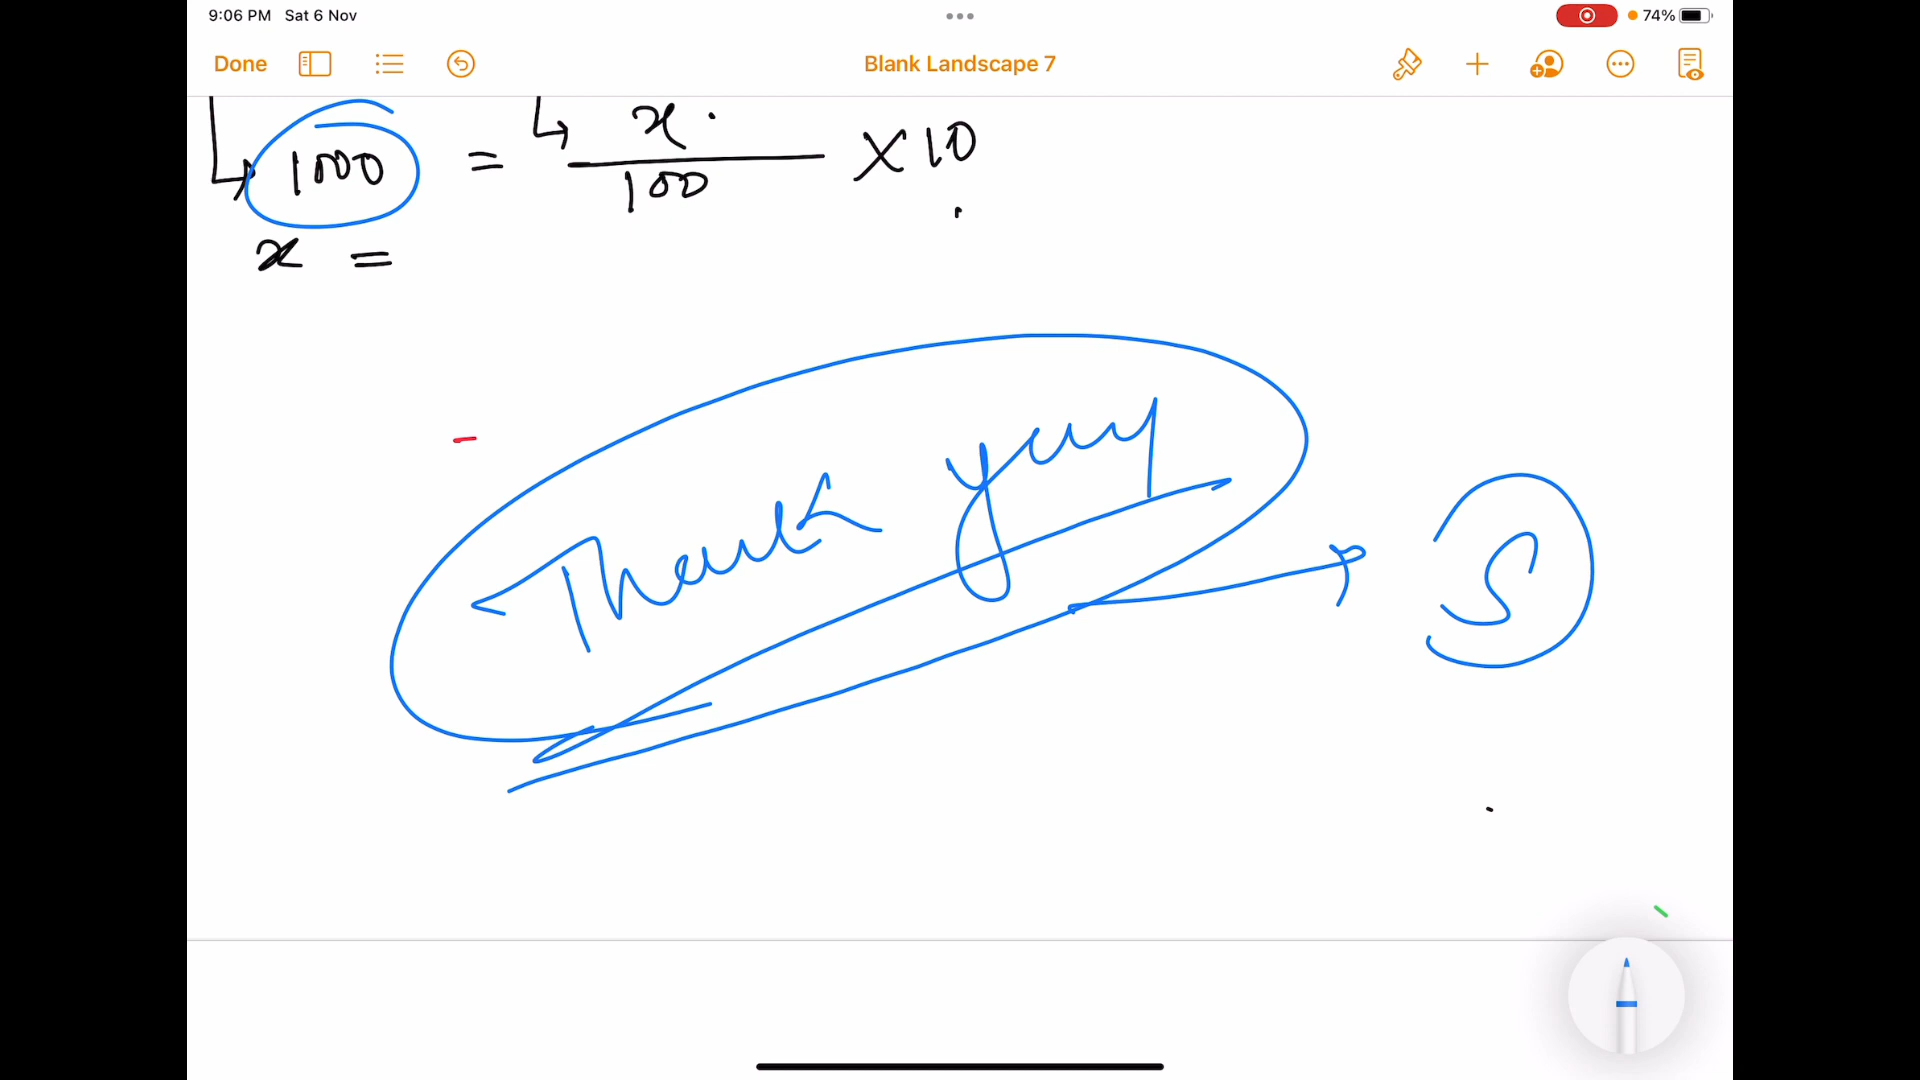 9:06 PM Sat 6 Nov
74%
Done
Blank Landscape 7
1000 = x/100 × 10
x =
Thank you
S